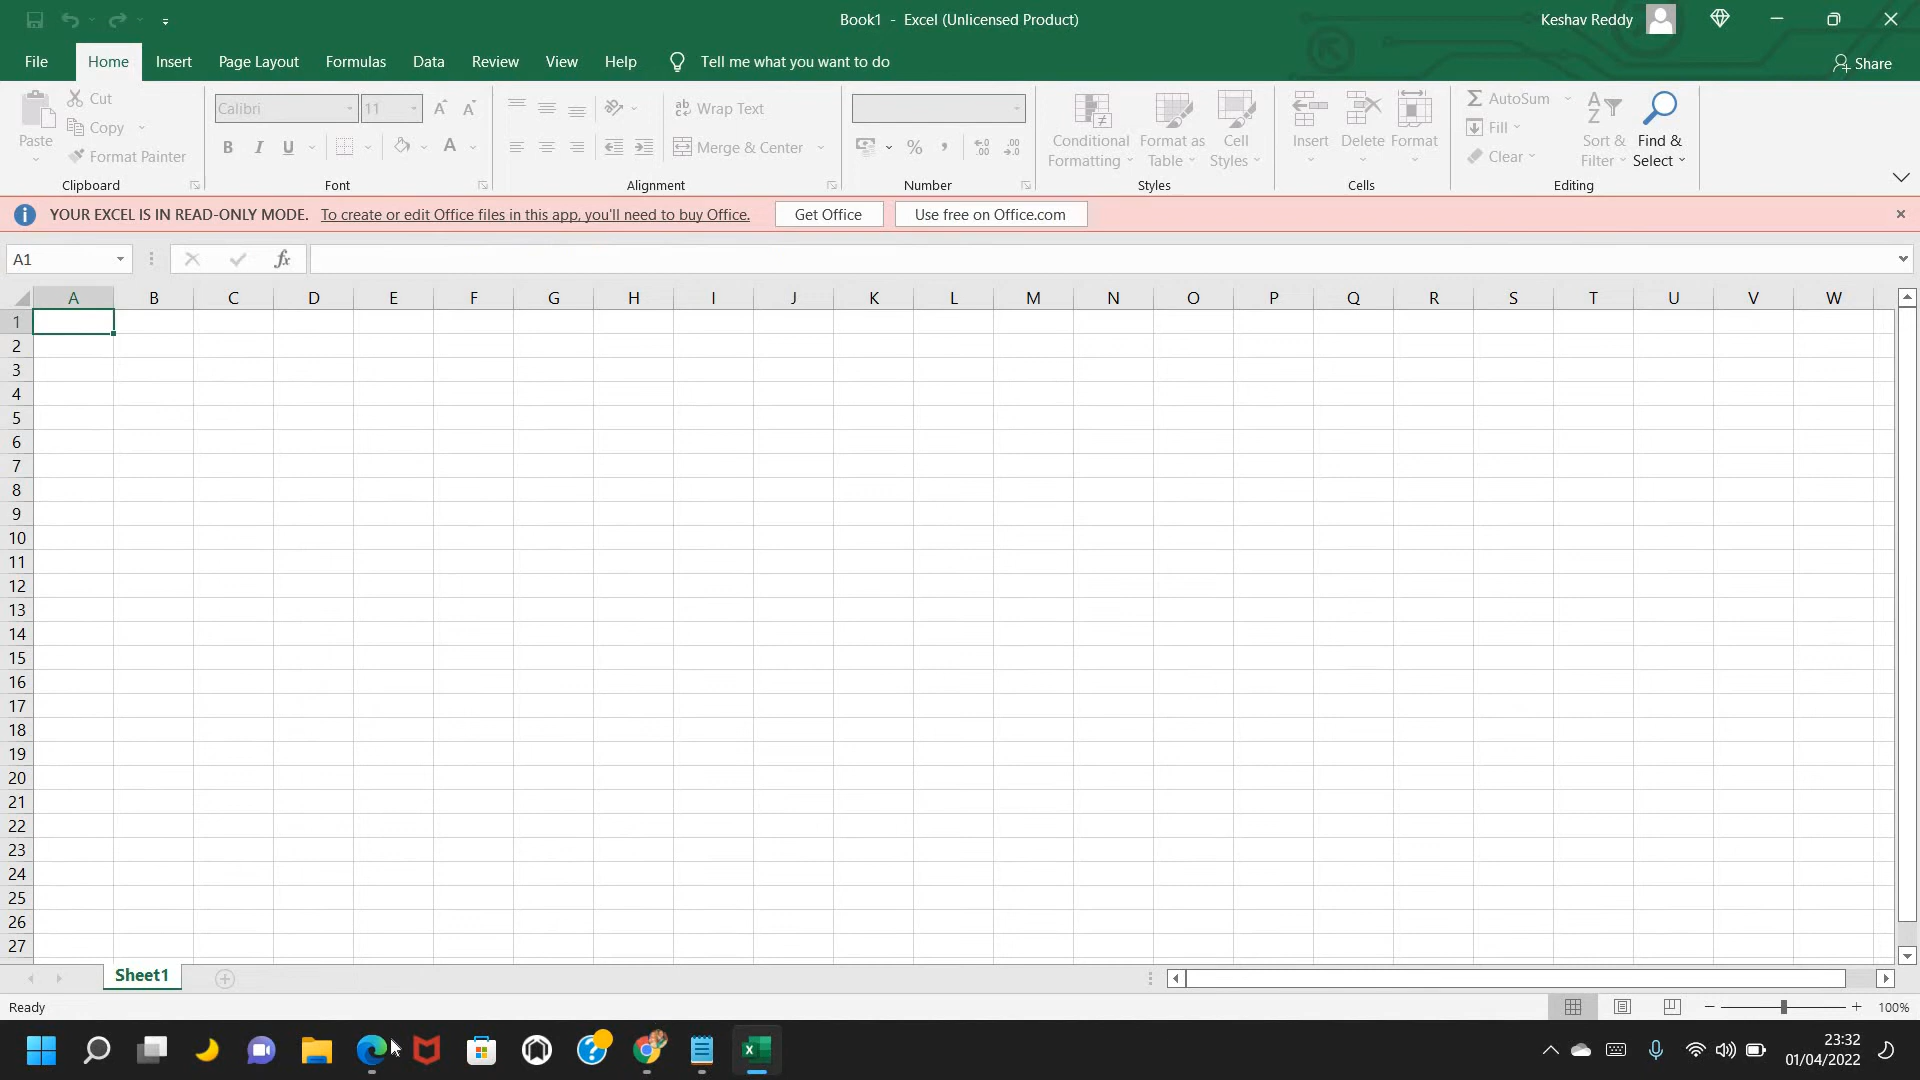 Book1 - Excel (Unlicensed Product)
Keshav Reddy
File Home Insert Page Layout Formulas Data Review View Help Tell me what you want to do Share
Paste
Cut
Copy
Format Painter
Clipboard
Calibri 11
B I U A
Font
Wrap Text
Merge & Center
Alignment
% ,
Number
Conditional Formatting
Format as Table
Cell Styles
Styles
Insert Delete Format
Cells
AutoSum
Fill
Clear
Sort & Filter
Find & Select
Editing
YOUR EXCEL IS IN READ-ONLY MODE. To create or edit Office files in this app, you'll need to buy Office. Get Office Use free on Office.com
A1 fx
A B C D E F G H I J K L M N O P Q R S T U V W
1
2
3
4
5
6
7
8
9
10
11
12
13
14
15
16
17
18
19
20
21
22
23
24
25
26
27
Sheet1
Ready 100%
23:32
01/04/2022